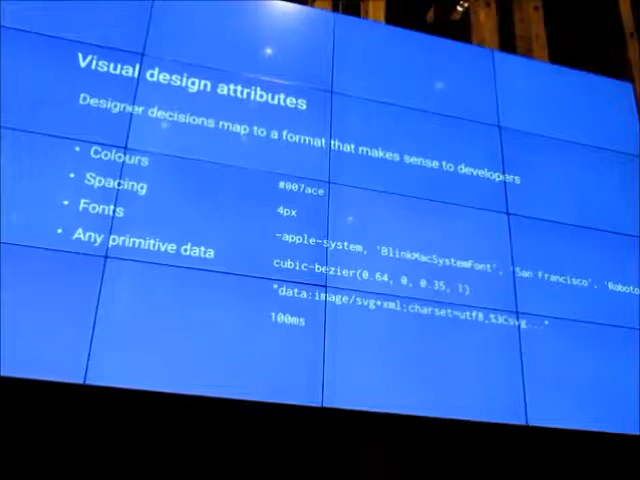 Visual design attributes
Designer decisions map to a format that makes sense to developers
• Colours
• Spacing
• Fonts
• Any primitive data
#007ace
4px
-apple-system, 'BlinkMacSystemFont', 'San Francisco', 'Roboto
cubic-bezier(0.64, 0, 0.35, 1)
"data:image/svg+xml;charset=utf8,%3Csvg..."
100ms